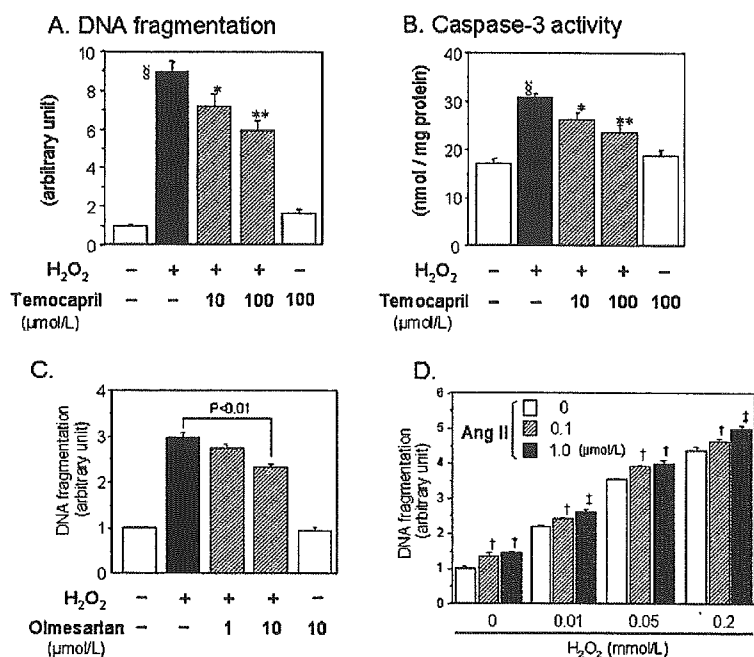 A. DNA fragmentation
(arbitrary unit)
10
8
6
4
2
0
§
*
**
H₂O₂ − + + + −
Temocapril − − 10 100 100
(μmol/L)
B. Caspase-3 activity
(nmol / mg protein)
40
30
20
10
0
§
*
**
H₂O₂ − + + + −
Temocapril − − 10 100 100
(μmol/L)
C.
DNA fragmentation
(arbitrary unit)
4
3
2
1
0
P<0.01
H₂O₂ − + + + −
Olmesartan − − 1 10 10
(μmol/L)
D.
DNA fragmentation
(arbitrary unit)
6
5
4
3
2
1
0
Ang II
0
0.1
1.0 (μmol/L)
† †
† ‡
† †
† ‡
0 0.01 0.05 0.2
H₂O₂ (mmol/L)